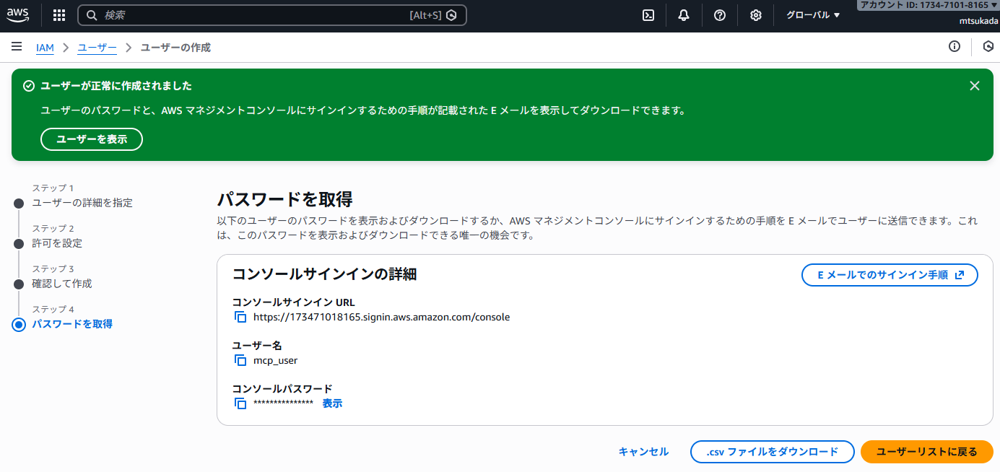 aws
検索
[Alt+S]
グローバル ▼
アカウント ID: 1734-7101-8165 ▼
mtsukada
IAM
ユーザー
ユーザーの作成
ユーザーが正常に作成されました
ユーザーのパスワードと、AWS マネジメントコンソールにサインインするための手順が記載された E メールを表示してダウンロードできます。
ユーザーを表示
ステップ 1
ユーザーの詳細を指定
ステップ 2
許可を設定
ステップ 3
確認して作成
ステップ 4
パスワードを取得
パスワードを取得
以下のユーザーのパスワードを表示およびダウンロードするか、AWS マネジメントコンソールにサインインするための手順を E メールでユーザーに送信できます。これ
は、このパスワードを表示およびダウンロードできる唯一の機会です。
コンソールサインインの詳細
E メールでのサインイン手順
コンソールサインイン URL
https://173471018165.signin.aws.amazon.com/console
ユーザー名
mcp_user
コンソールパスワード
*************** 表示
キャンセル
.csv ファイルをダウンロード
ユーザーリストに戻る